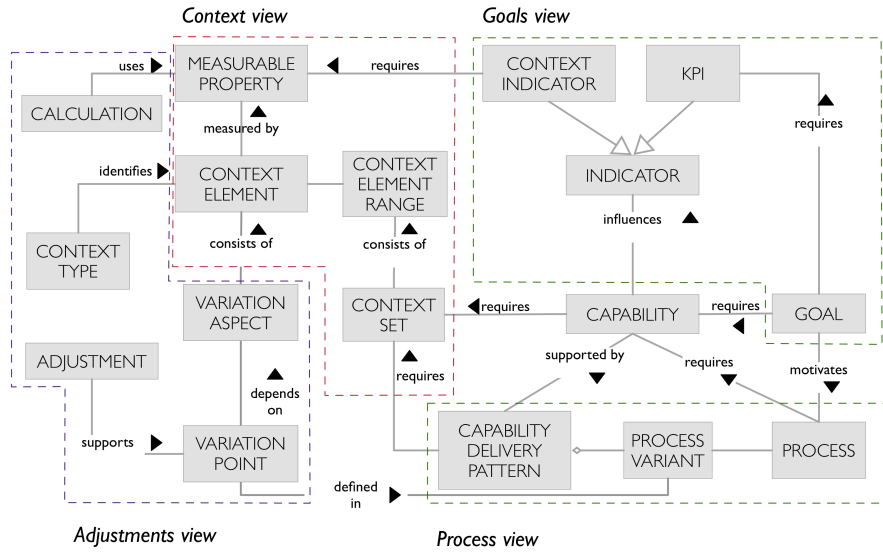 Context view
Goals view
uses
MEASURABLE
PROPERTY
requires
CONTEXT
INDICATOR
KPI
CALCULATION
measured by
requires
identifies
CONTEXT
ELEMENT
CONTEXT
ELEMENT
RANGE
INDICATOR
influences
CONTEXT
TYPE
consists of
consists of
VARIATION
ASPECT
CONTEXT
SET
requires
CAPABILITY
requires
GOAL
ADJUSTMENT
supported by
requires
motivates
depends
on
requires
supports
VARIATION
POINT
CAPABILITY
DELIVERY
PATTERN
PROCESS
VARIANT
PROCESS
defined
in
Adjustments view
Process view